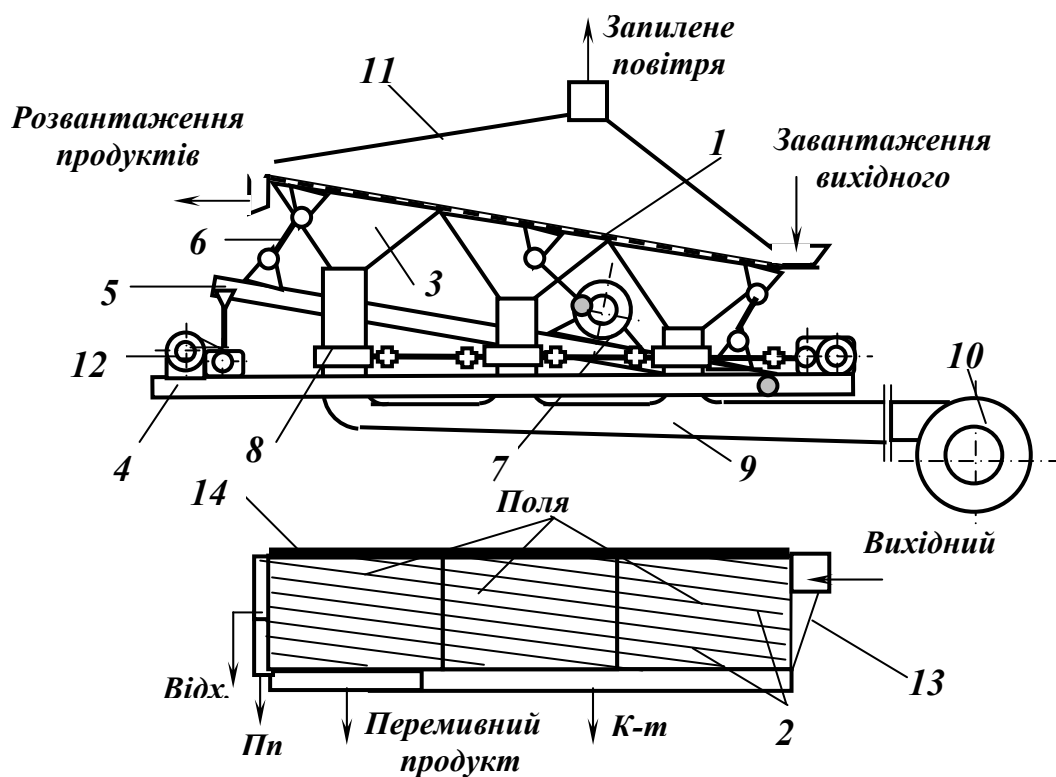 Запилене
повітря
11
Розвантаження
продуктів
1
Завантаження
вихідного
6
5
3
12
10
4
8
7
9
14
Поля
Вихідний
Відх.
13
Пп
Перемивний
продукт
К-т
2